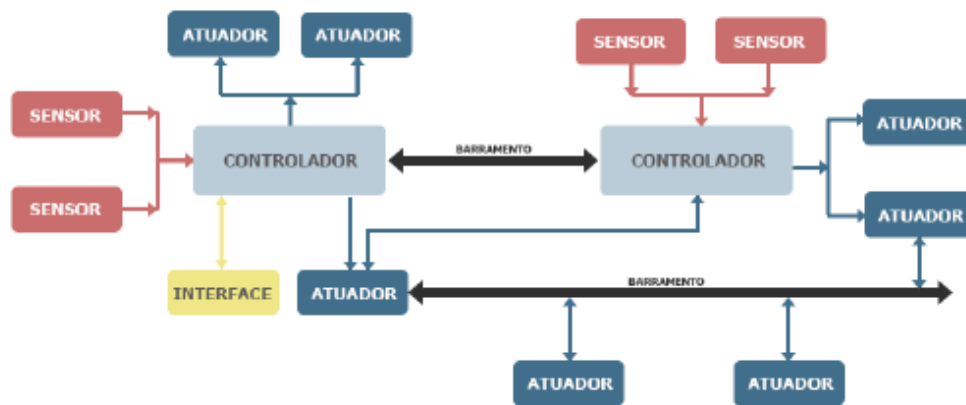 ATUADOR
ATUADOR
SENSOR
SENSOR
SENSOR
ATUADOR
CONTROLADOR
BARRAMENTO
CONTROLADOR
SENSOR
ATUADOR
INTERFACE
ATUADOR
BARRAMENTO
ATUADOR
ATUADOR